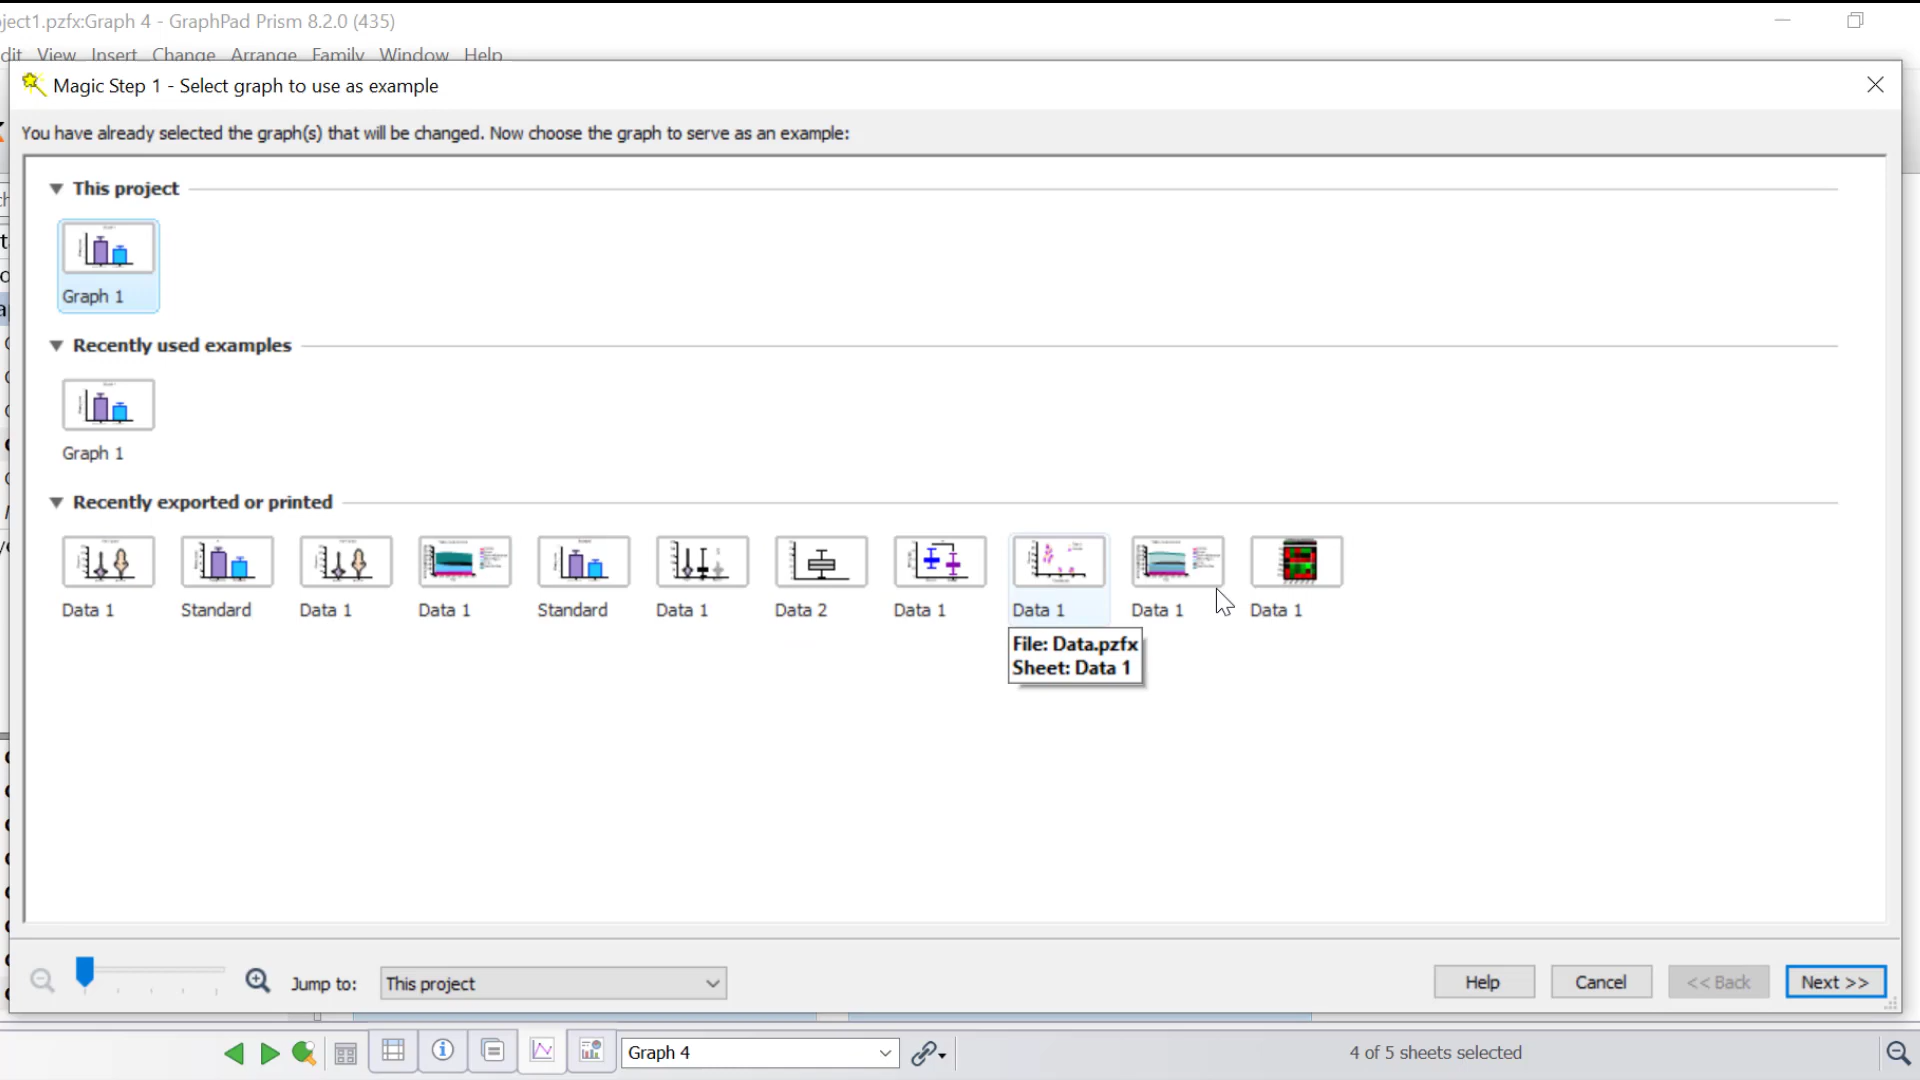 ject1.pzfx:Graph 4 - GraphPad Prism 8.2.0 (435)
dit View Insert Change Arrange Family Window Help
Magic Step 1 - Select graph to use as example
You have already selected the graph(s) that will be changed. Now choose the graph to serve as an example:
This project
Graph 1
Recently used examples
Graph 1
Recently exported or printed
Data 1 Standard Data 1 Data 1 Standard Data 1 Data 2 Data 1 Data 1 Data 1 Data 1
File: Data.pzfx
Sheet: Data 1
Jump to: This project Help Cancel << Back Next >>
Graph 4 4 of 5 sheets selected